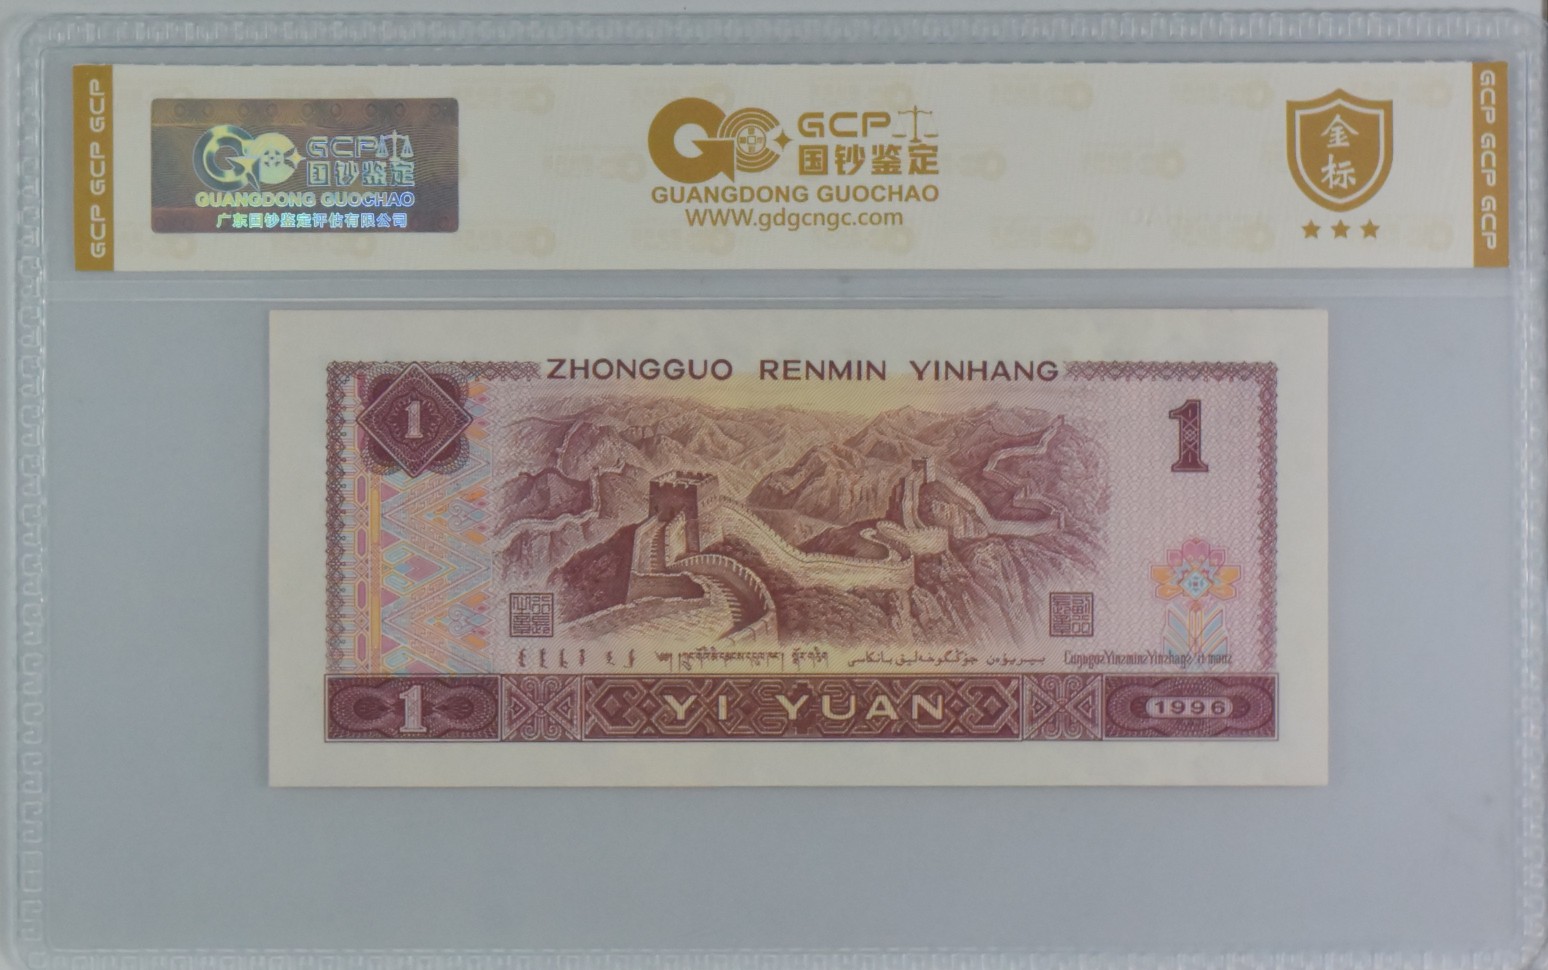 GCP GCP GCP
GCP
国钞鉴定
GUANGDONG GUOCHAO
广东国钞鉴定评估有限公司
GCP
国钞鉴定
GUANGDONG GUOCHAO
WWW.gdgcngc.com
金标
GCP GCP GCP
ZHONGGUO RENMIN YINHANG
1
1
1
YI YUAN
1996